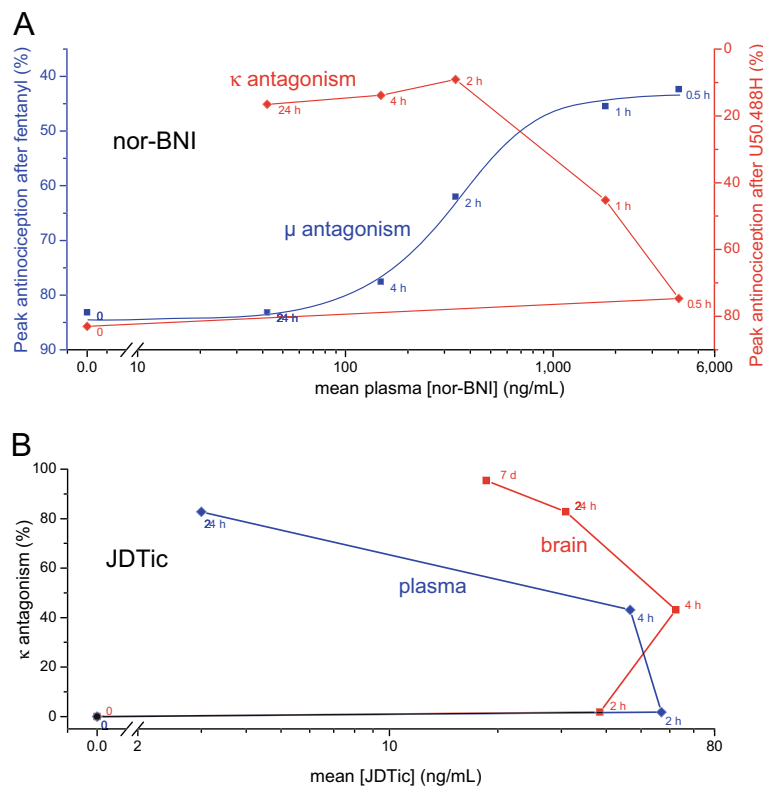 A
Peak antinociception after fentanyl (%)
40
50
60
70
80
90
Peak antinociception after U50.488H (%)
0
20
40
60
80
κ antagonism
nor-BNI
μ antagonism
24 h
4 h
2 h
1 h
0.5 h
0
0
24 h
4 h
2 h
1 h
0.5 h
0.0
10
100
1,000
6,000
mean plasma [nor-BNI] (ng/mL)
B
κ antagonism (%)
100
80
60
40
20
0
JDTic
plasma
brain
7 d
24 h
4 h
2 h
0
24 h
4 h
2 h
0
0.0
2
10
80
mean [JDTic] (ng/mL)